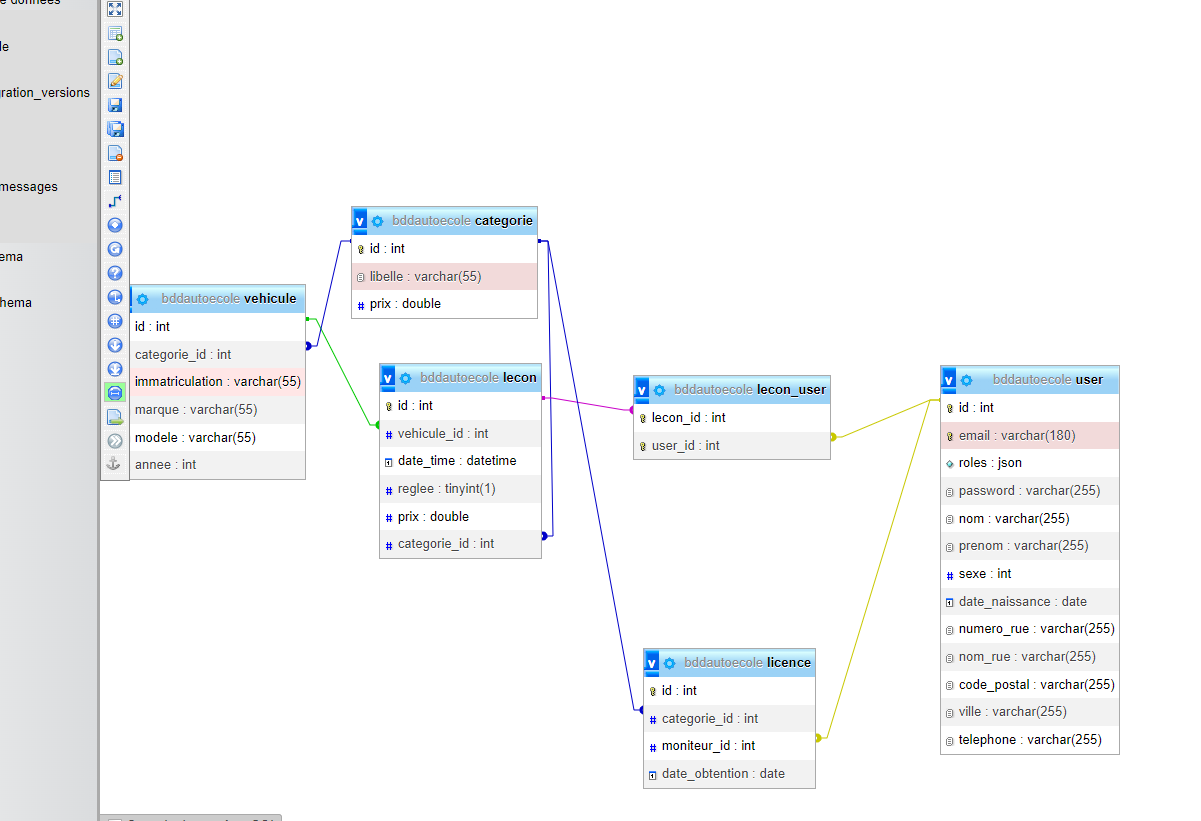 le
ration_versions
messages
ema
hema
bddautoecole categorie
id : int
libelle : varchar(55)
prix : double
bddautoecole vehicule
id : int
categorie_id : int
immatriculation : varchar(55)
marque : varchar(55)
modele : varchar(55)
annee : int
bddautoecole lecon
id : int
vehicule_id : int
date_time : datetime
reglee : tinyint(1)
prix : double
categorie_id : int
bddautoecole lecon_user
lecon_id : int
user_id : int
bddautoecole user
id : int
email : varchar(180)
roles : json
password : varchar(255)
nom : varchar(255)
prenom : varchar(255)
sexe : int
date_naissance : date
numero_rue : varchar(255)
nom_rue : varchar(255)
code_postal : varchar(255)
ville : varchar(255)
telephone : varchar(255)
bddautoecole licence
id : int
categorie_id : int
moniteur_id : int
date_obtention : date